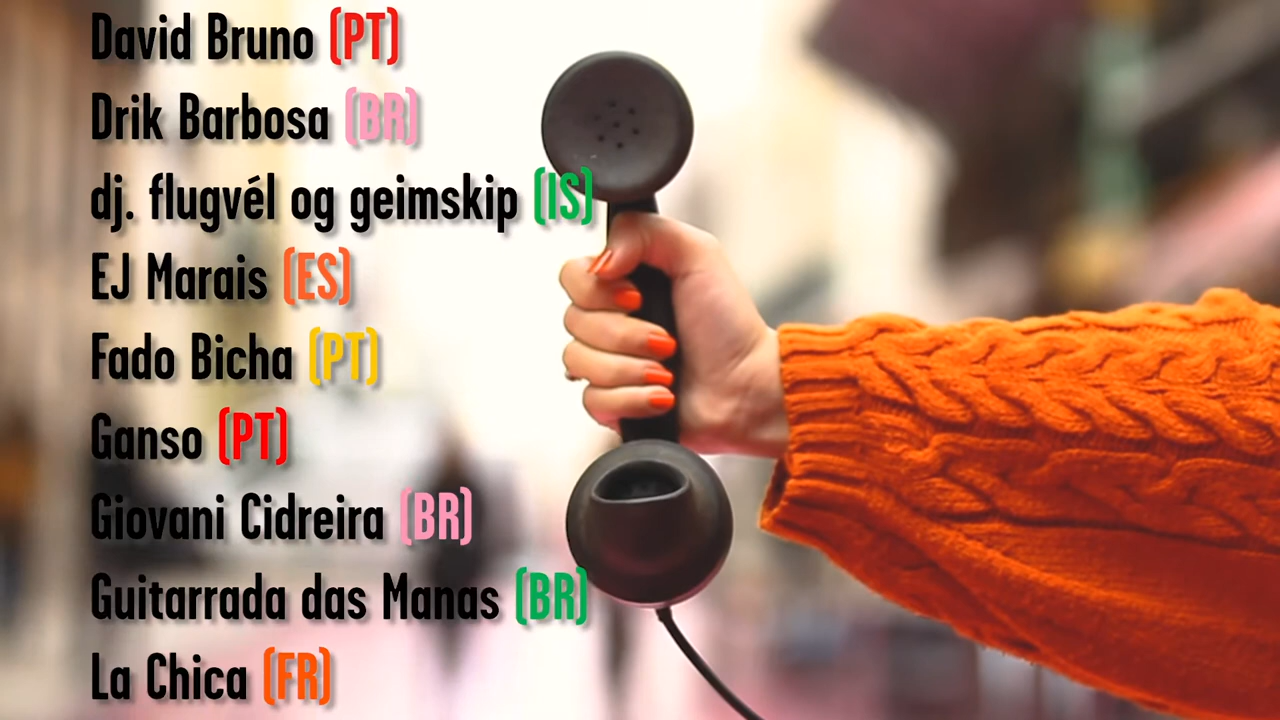 David Bruno (PT)
Drik Barbosa (BR)
dj. flugvél og geimskip (IS)
EJ Marais (ES)
Fado Bicha (PT)
Ganso (PT)
Giovani Cidreira (BR)
Guitarrada das Manas (BR)
La Chica (FR)